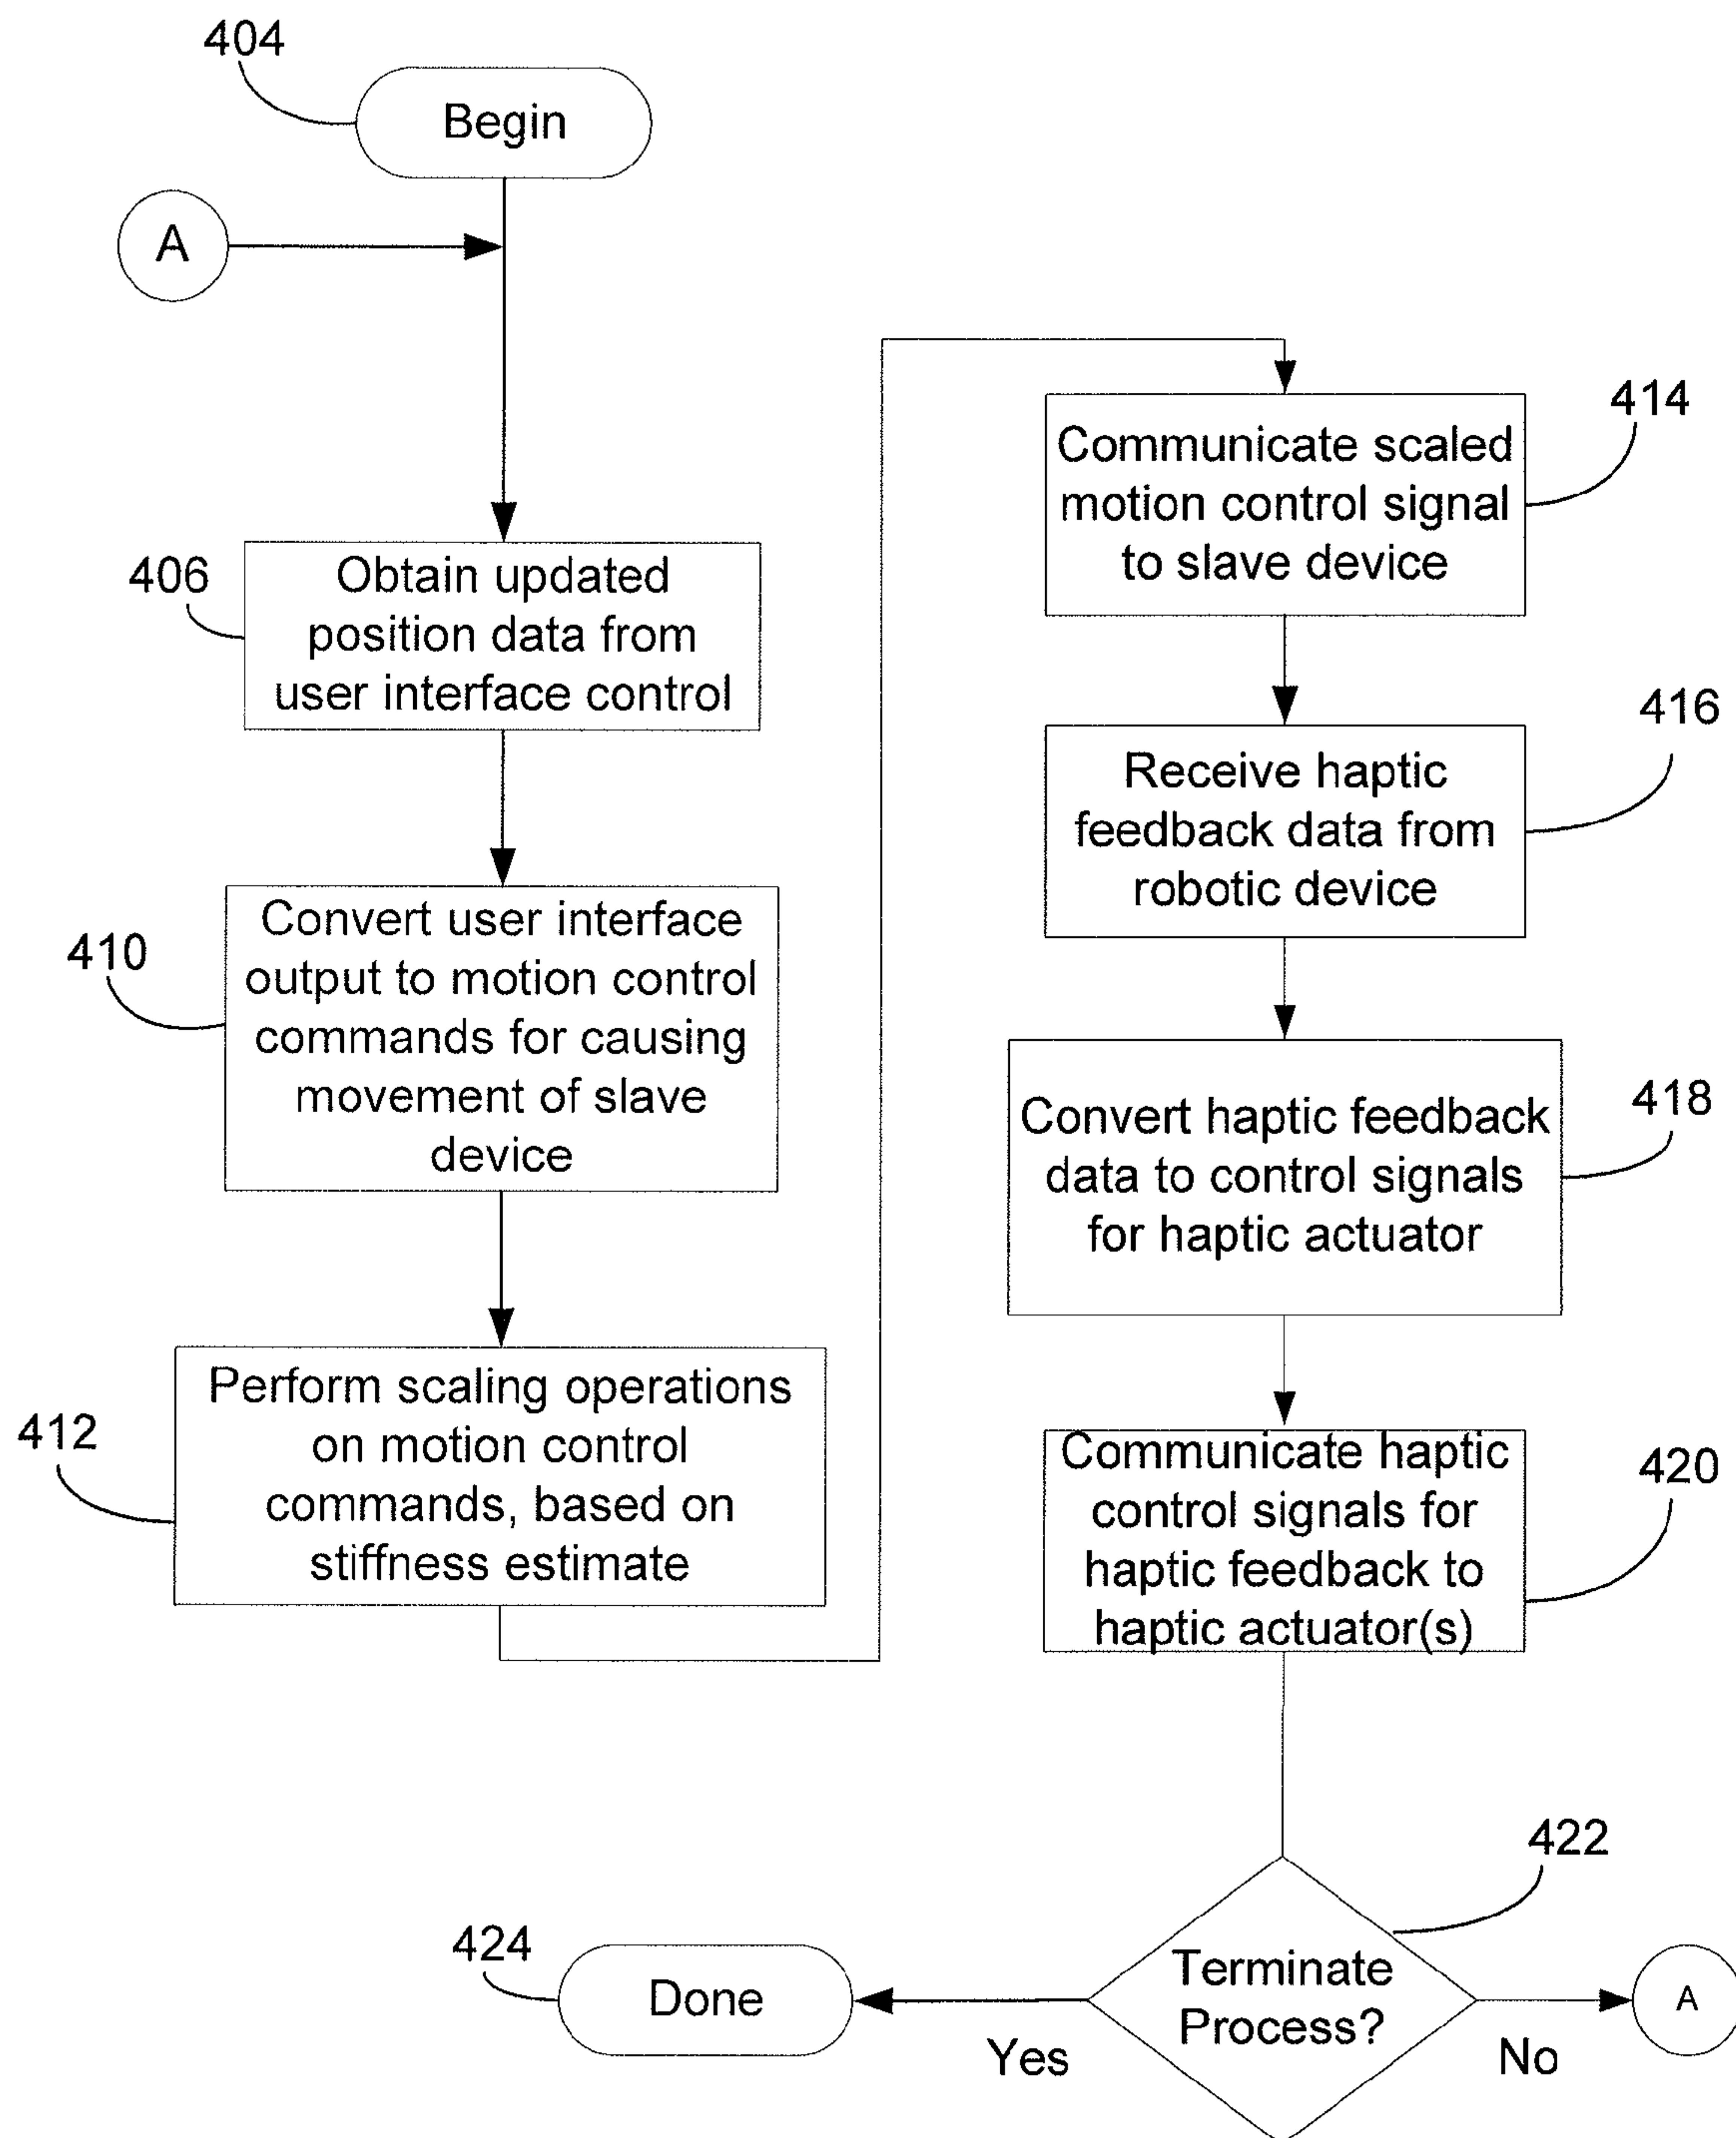 404
Begin
A
406
Obtain updated
position data from
user interface control
410
Convert user interface
output to motion control
commands for causing
movement of slave
device
412
Perform scaling operations
on motion control
commands, based on
stiffness estimate
414
Communicate scaled
motion control signal
to slave device
416
Receive haptic
feedback data from
robotic device
418
Convert haptic feedback
data to control signals
for haptic actuator
420
Communicate haptic
control signals for
haptic feedback to
haptic actuator(s)
422
Terminate
Process?
424
Done
Yes
No
A